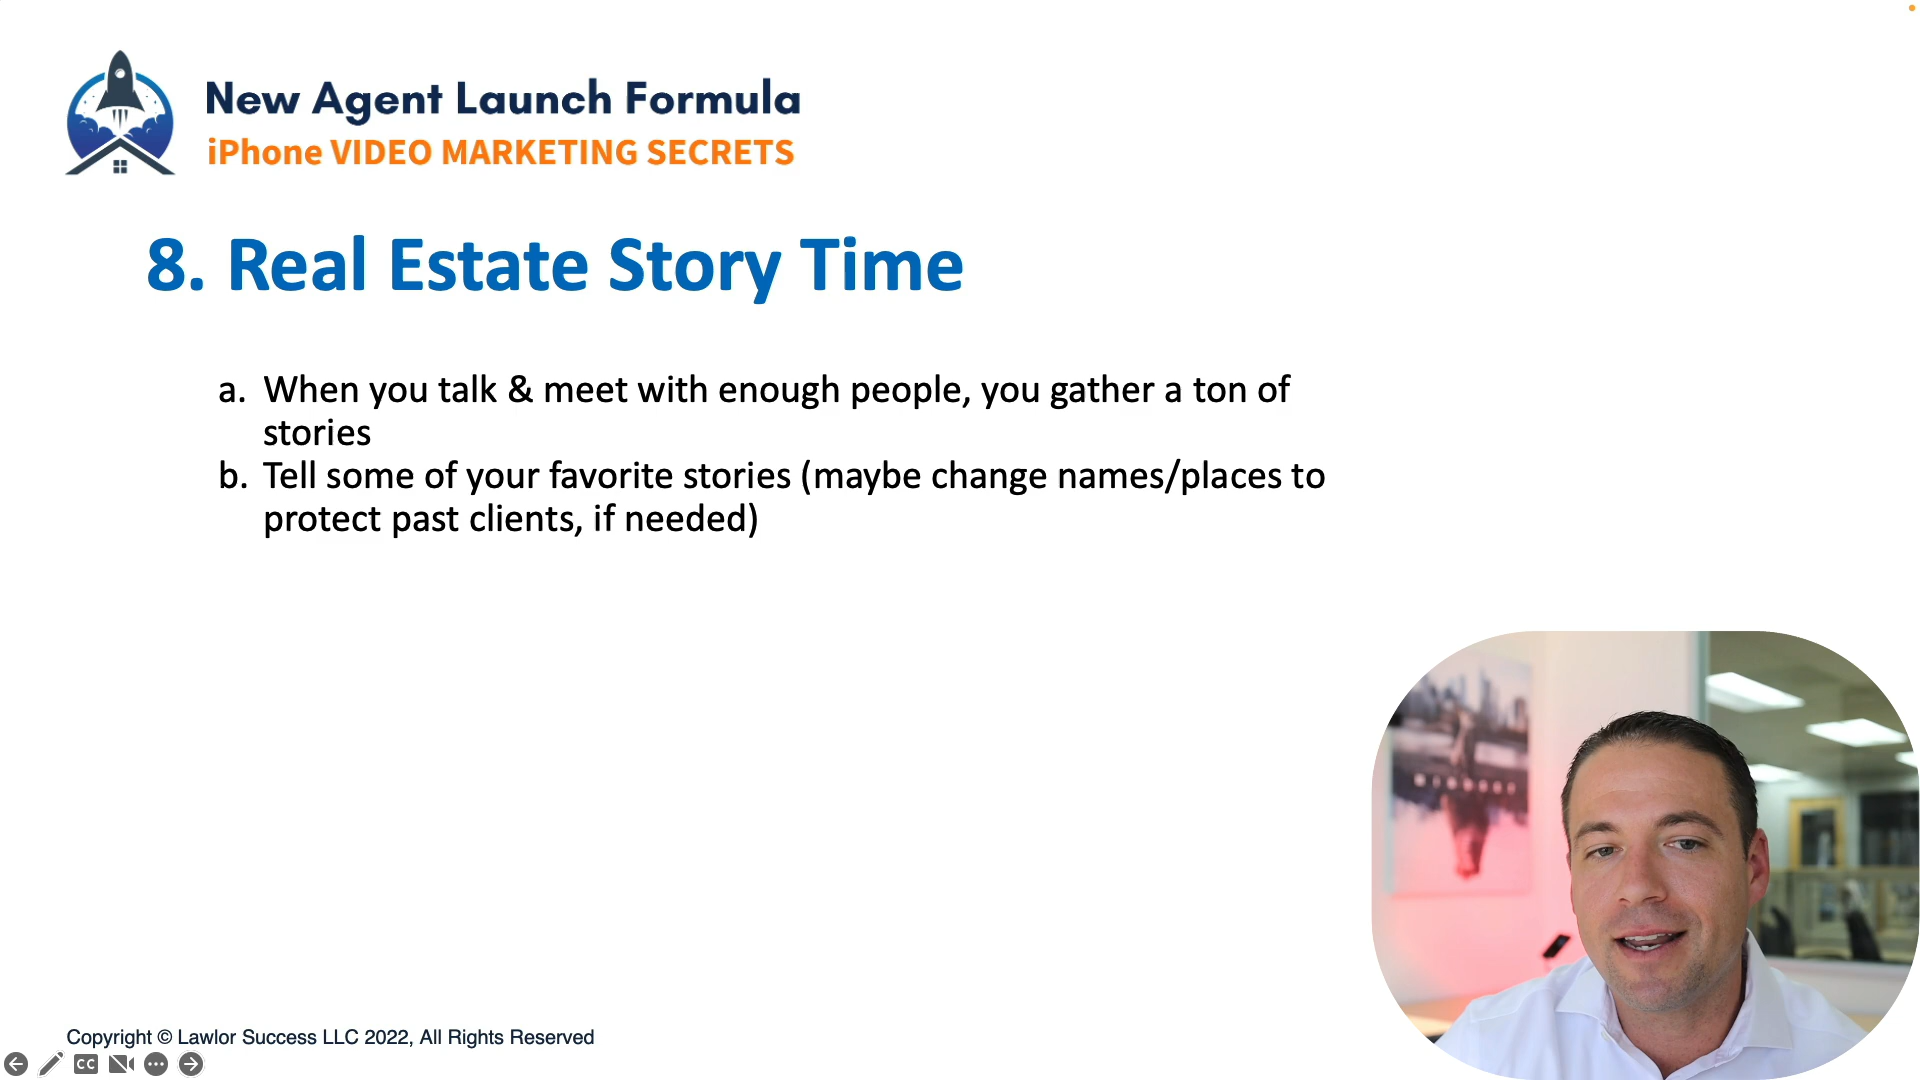 New Agent Launch Formula
iPhone VIDEO MARKETING SECRETS
8. Real Estate Story Time
a. When you talk & meet with enough people, you gather a ton of
stories
b. Tell some of your favorite stories (maybe change names/places to
protect past clients, if needed)
Copyright © Lawlor Success LLC 2022, All Rights Reserved
CC